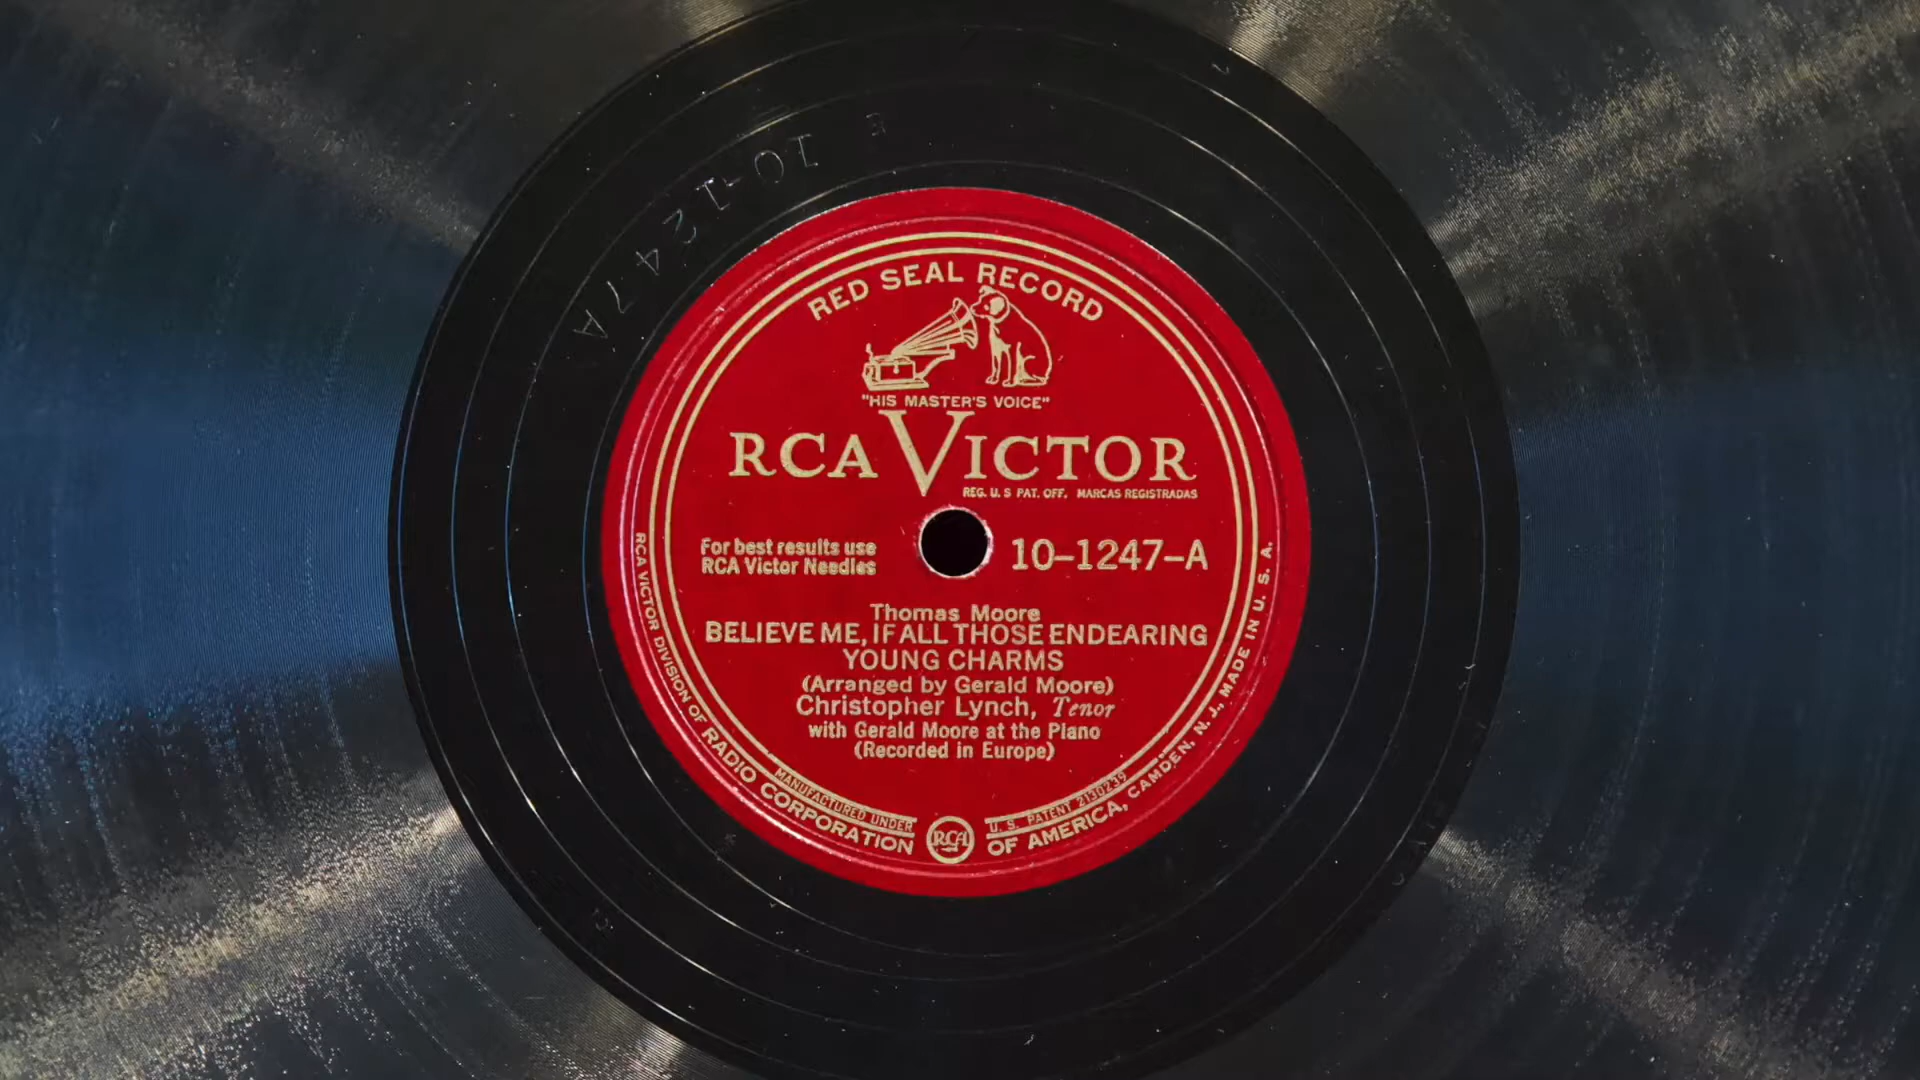 E
10-1247A
RED SEAL RECORD
"HIS MASTER'S VOICE"
RCA VICTOR
REG. U. S. PAT. OFF. MARCAS REGISTRADAS
For best results use
RCA Victor Needles
10-1247-A
Thomas Moore
BELIEVE ME, IF ALL THOSE ENDEARING
YOUNG CHARMS
(Arranged by Gerald Moore)
Christopher Lynch, Tenor
with Gerald Moore at the Piano
(Recorded in Europe)
MANUFACTURED UNDER U. S. PATENT 2130239
RCA VICTOR DIVISION OF RADIO CORPORATION OF AMERICA, CAMDEN, N. J., MADE IN U. S. A.
RCA